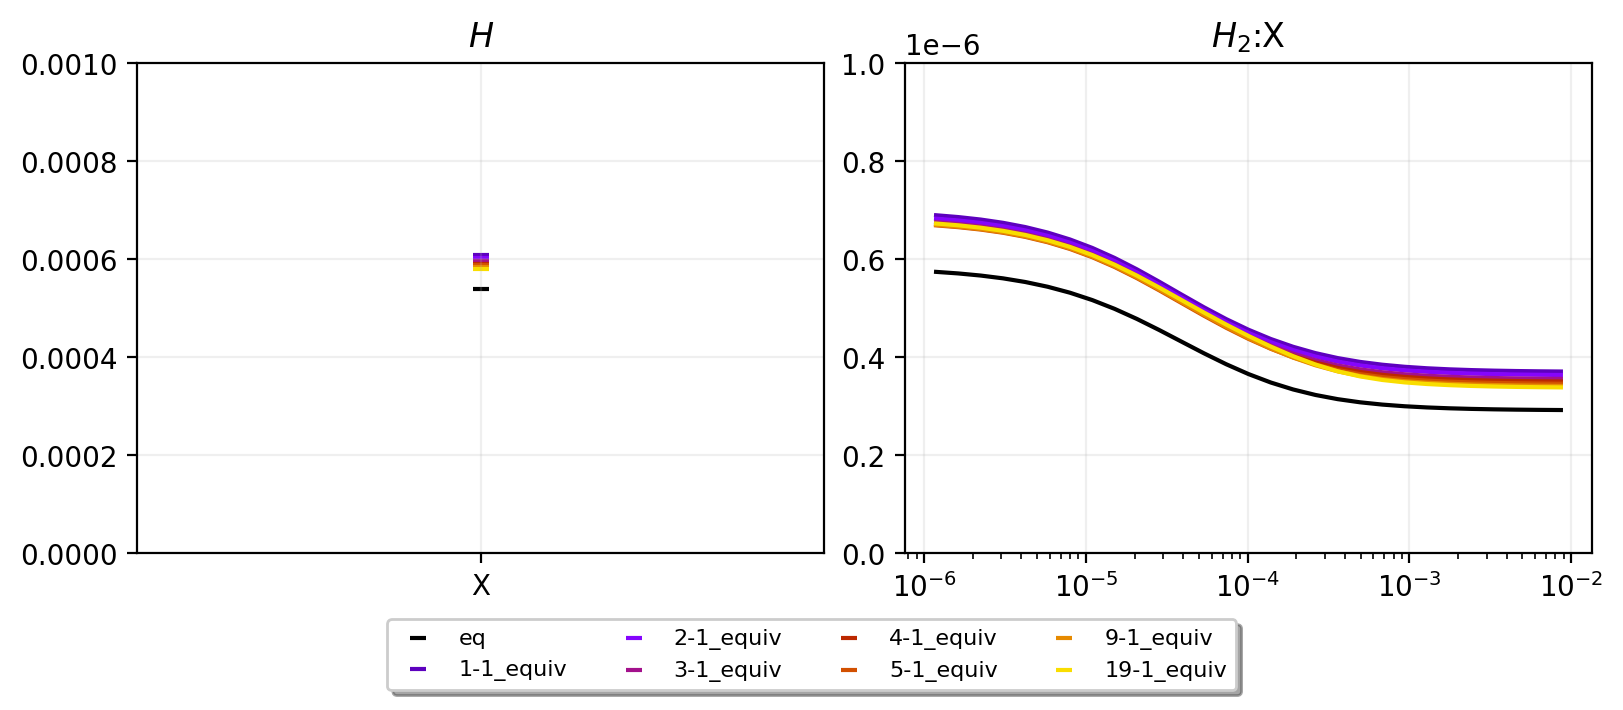 H
0.0010
0.0008
0.0006
0.0004
0.0002
0.0000
X
H₂:X
1e−6
1.0
0.8
0.6
0.4
0.2
0.0
10⁻⁶ 10⁻⁵ 10⁻⁴ 10⁻³ 10⁻²
eq 2-1_equiv 4-1_equiv 9-1_equiv
1-1_equiv 3-1_equiv 5-1_equiv 19-1_equiv